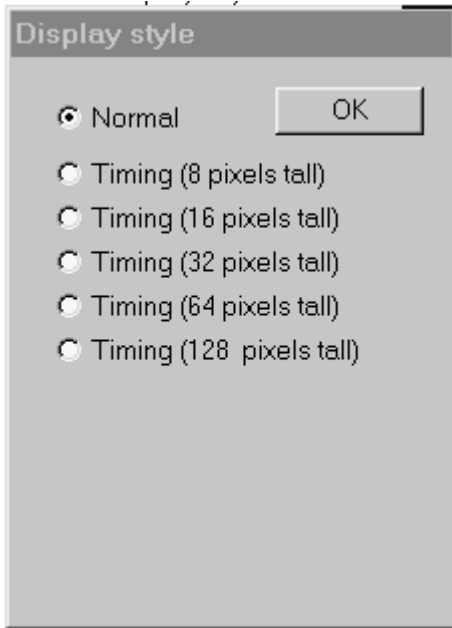 Display style
Normal
OK
Timing (8 pixels tall)
Timing (16 pixels tall)
Timing (32 pixels tall)
Timing (64 pixels tall)
Timing (128  pixels tall)